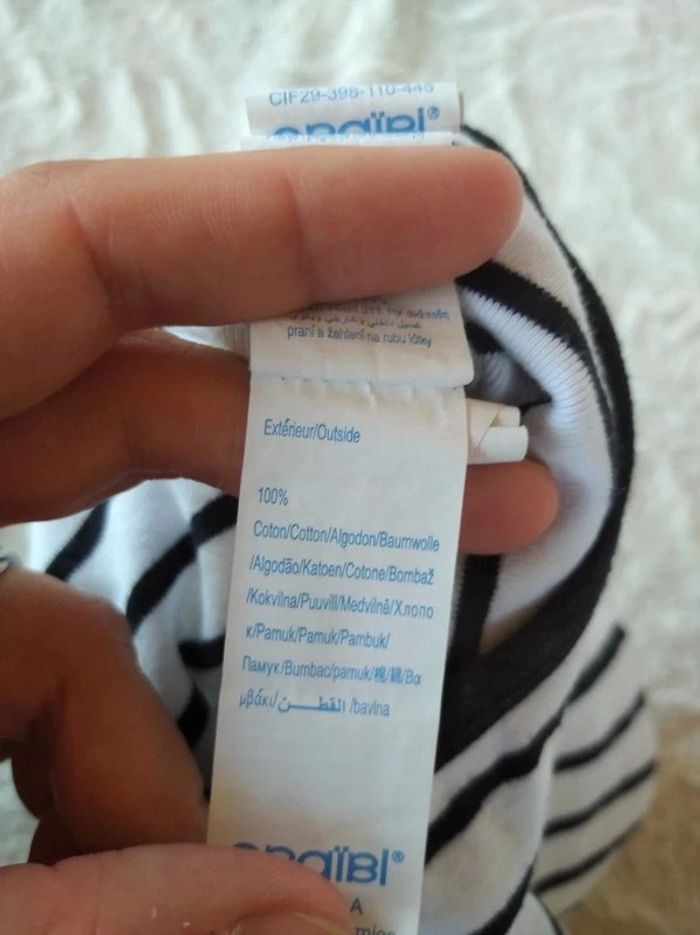 CIF29-398-110-445
praní a žehlení na rubu látky
Extérieur/Outside
100%
Coton/Cotton/Algodon/Baumwolle
/Algodão/Katoen/Cotone/Bombaž
/Kokvilna/Puuvill/Medvilnė/Хлопо
к/Pamuk/Pamuk/Pambuk/
Памук/Bumbac/pamuk/棉/綿/Βα
μβάκι/القطن/bavlna
A